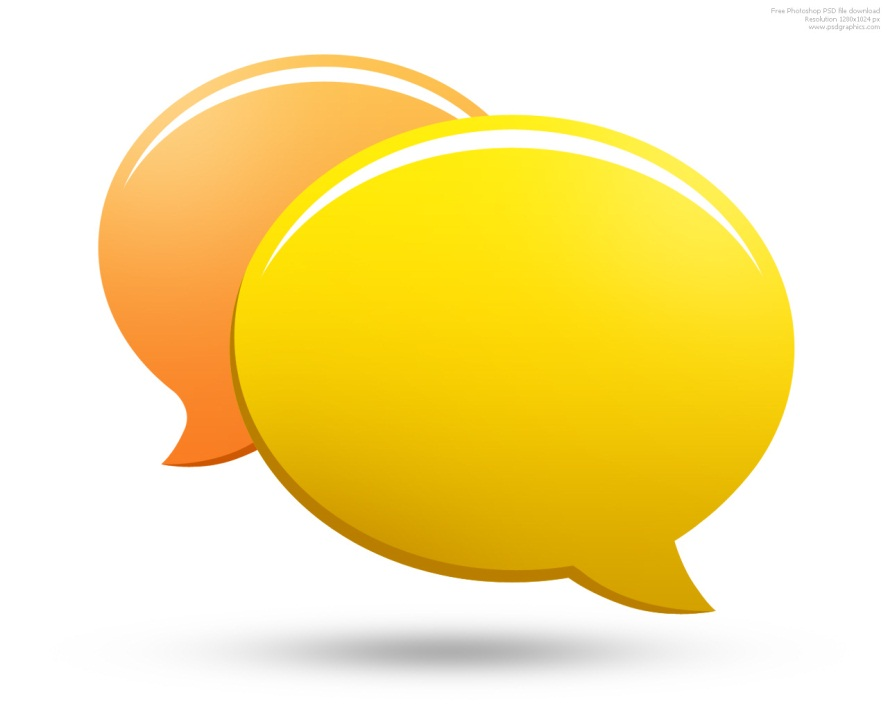 Free Photoshop PSD file download
Resolution 1280x1024 px
www.psdgraphics.com